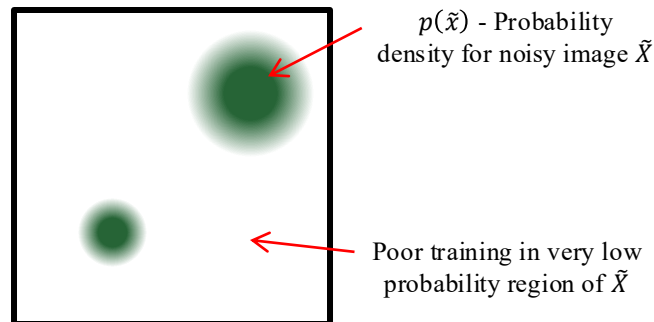 𝑝(𝑥̃) - Probability
density for noisy image 𝑋̃
Poor training in very low
probability region of 𝑋̃